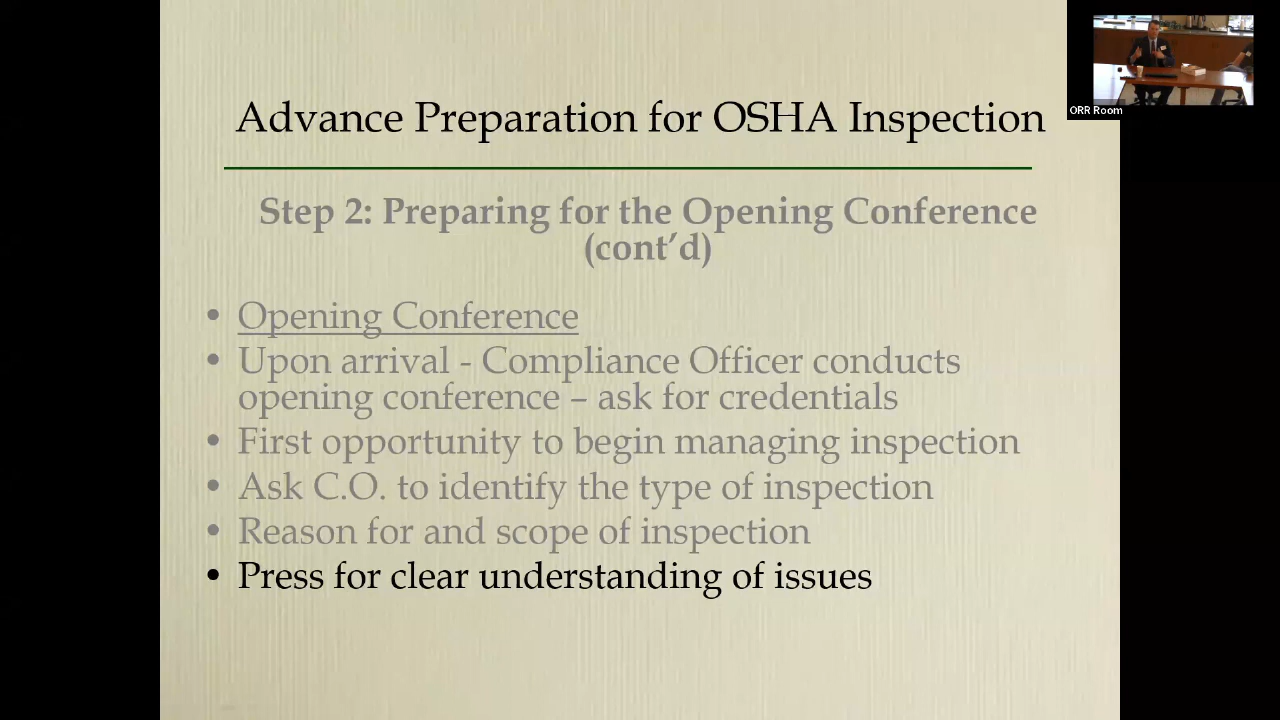 Advance Preparation for OSHA Inspection
ORR Room
Step 2: Preparing for the Opening Conference
(cont’d)
• Opening Conference
• Upon arrival - Compliance Officer conducts
opening conference – ask for credentials
• First opportunity to begin managing inspection
• Ask C.O. to identify the type of inspection
• Reason for and scope of inspection
• Press for clear understanding of issues